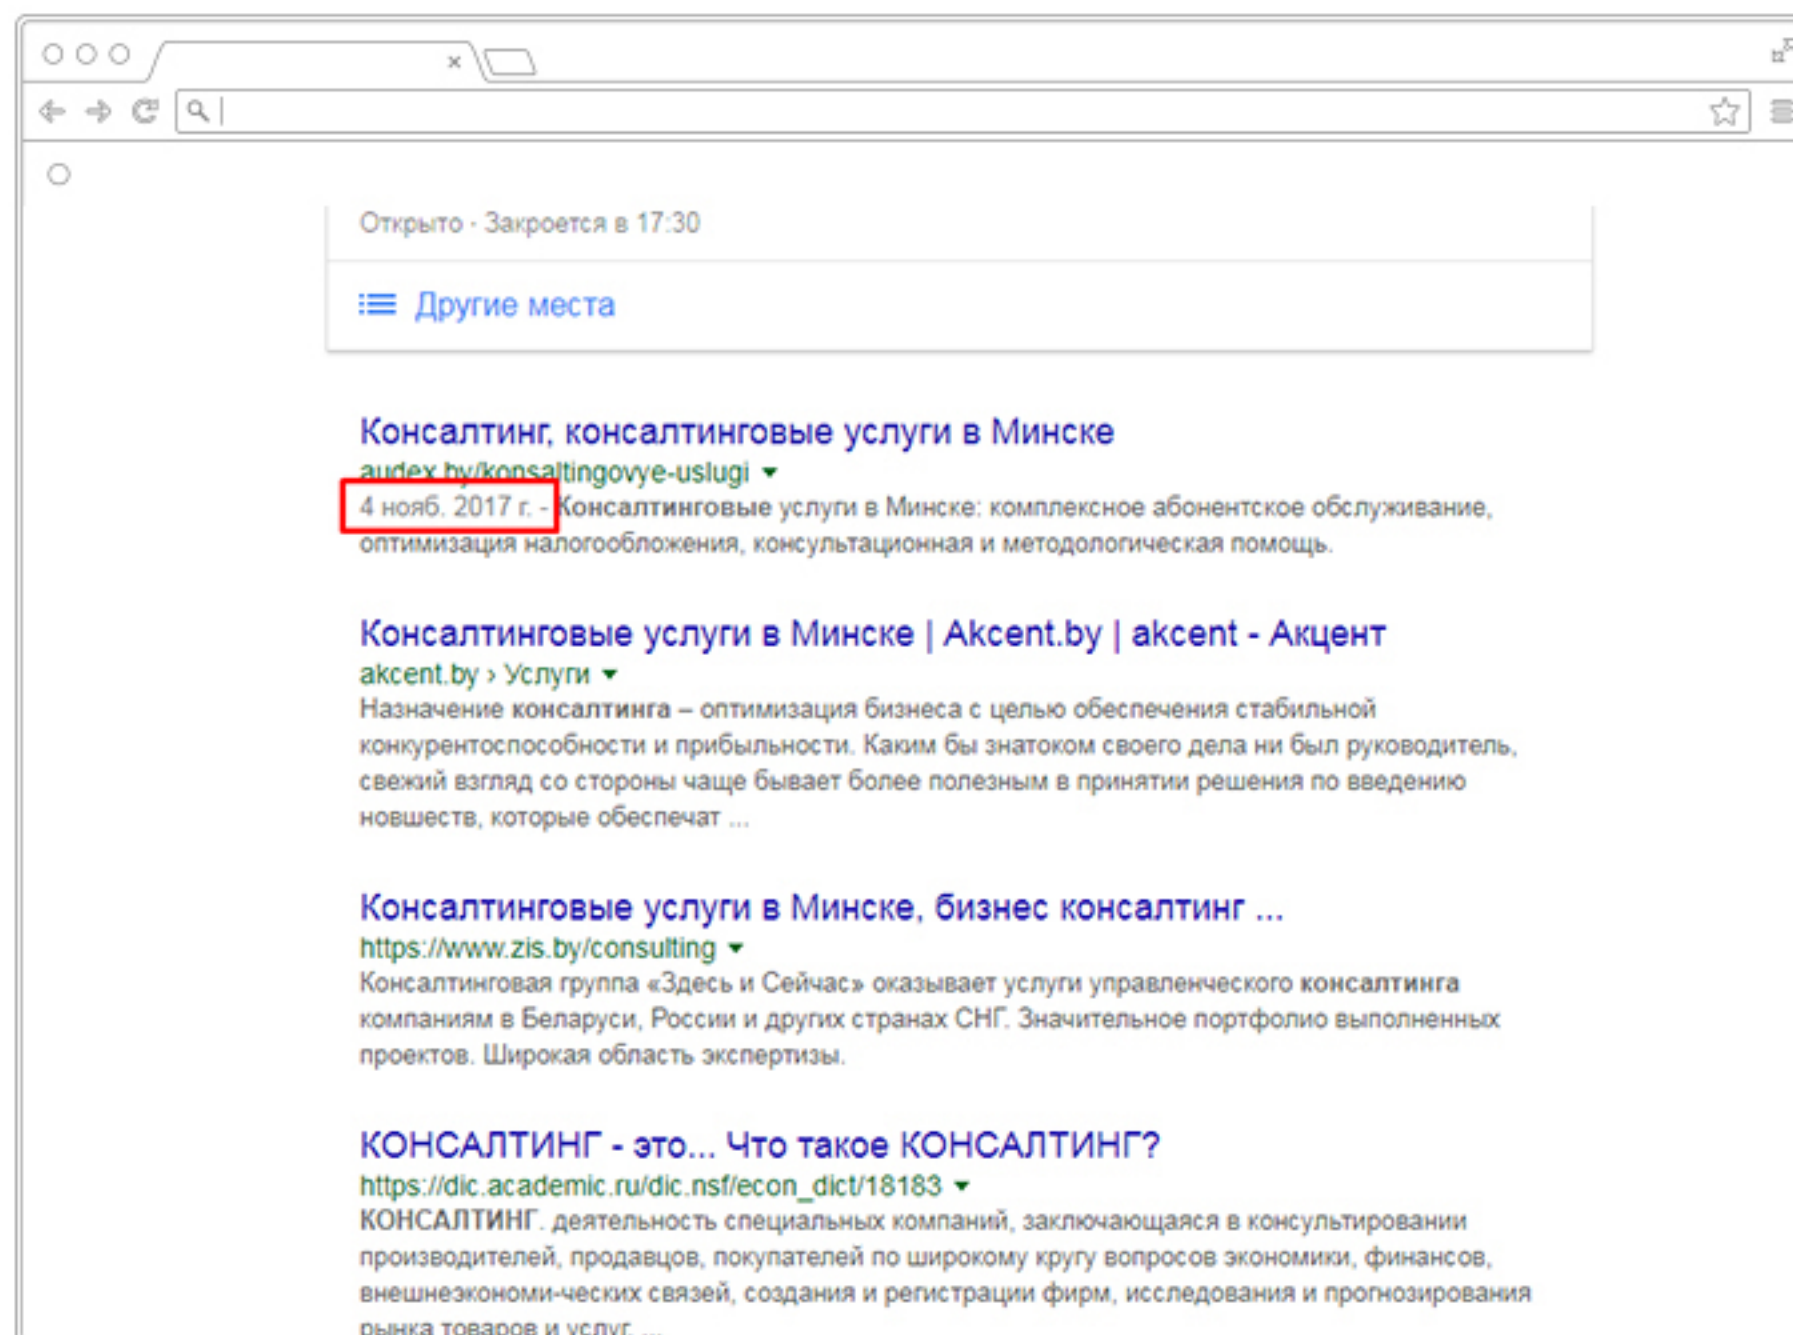 Открыто · Закроется в 17:30
Другие места
Консалтинг, консалтинговые услуги в Минске
audex.by/konsaltingovye-uslugi
4 нояб. 2017 г. - Консалтинговые услуги в Минске: комплексное абонентское обслуживание,
оптимизация налогообложения, консультационная и методологическая помощь.
Консалтинговые услуги в Минске | Akcent.by | akcent - Акцент
akcent.by › Услуги
Назначение консалтинга – оптимизация бизнеса с целью обеспечения стабильной
конкурентоспособности и прибыльности. Каким бы знатоком своего дела ни был руководитель,
свежий взгляд со стороны чаще бывает более полезным в принятии решения по введению
новшеств, которые обеспечат ...
Консалтинговые услуги в Минске, бизнес консалтинг ...
https://www.zis.by/consulting
Консалтинговая группа «Здесь и Сейчас» оказывает услуги управленческого консалтинга
компаниям в Беларуси, России и других странах СНГ. Значительное портфолио выполненных
проектов. Широкая область экспертизы.
КОНСАЛТИНГ - это... Что такое КОНСАЛТИНГ?
https://dic.academic.ru/dic.nsf/econ_dict/18183
КОНСАЛТИНГ. деятельность специальных компаний, заключающаяся в консультировании
производителей, продавцов, покупателей по широкому кругу вопросов экономики, финансов,
внешнеэкономи-ческих связей, создания и регистрации фирм, исследования и прогнозирования
рынка товаров и услуг, ...